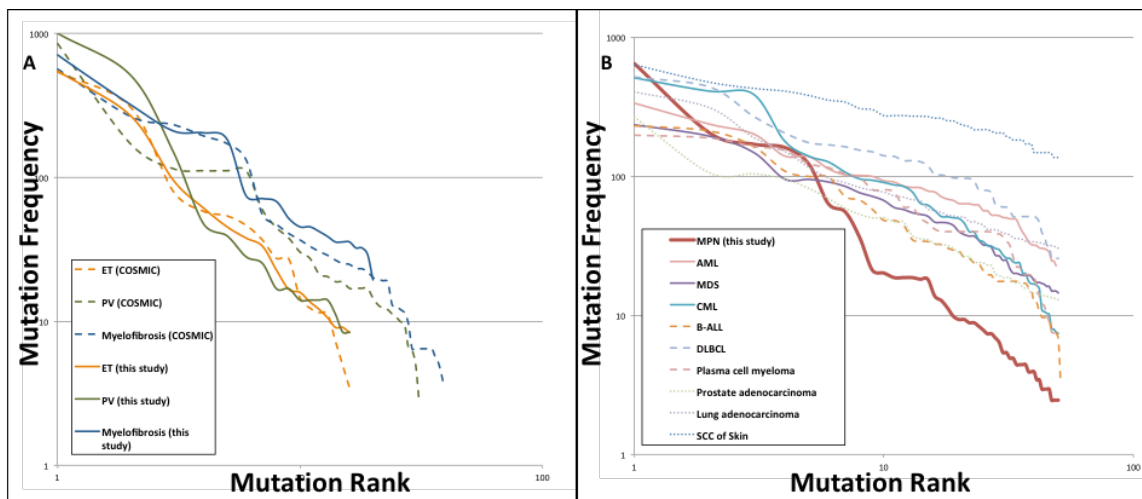 1000
A
100
10
1
1
100
Mutation Frequency
Mutation Rank
ET (COSMIC)
PV (COSMIC)
Myelofibrosis (COSMIC)
ET (this study)
PV (this study)
Myelofibrosis (this
study)
1000
B
100
10
1
1
10
100
Mutation Frequency
Mutation Rank
MPN (this study)
AML
MDS
CML
B-ALL
DLBCL
Plasma cell myeloma
Prostate adenocarcinoma
Lung adenocarcinoma
SCC of Skin